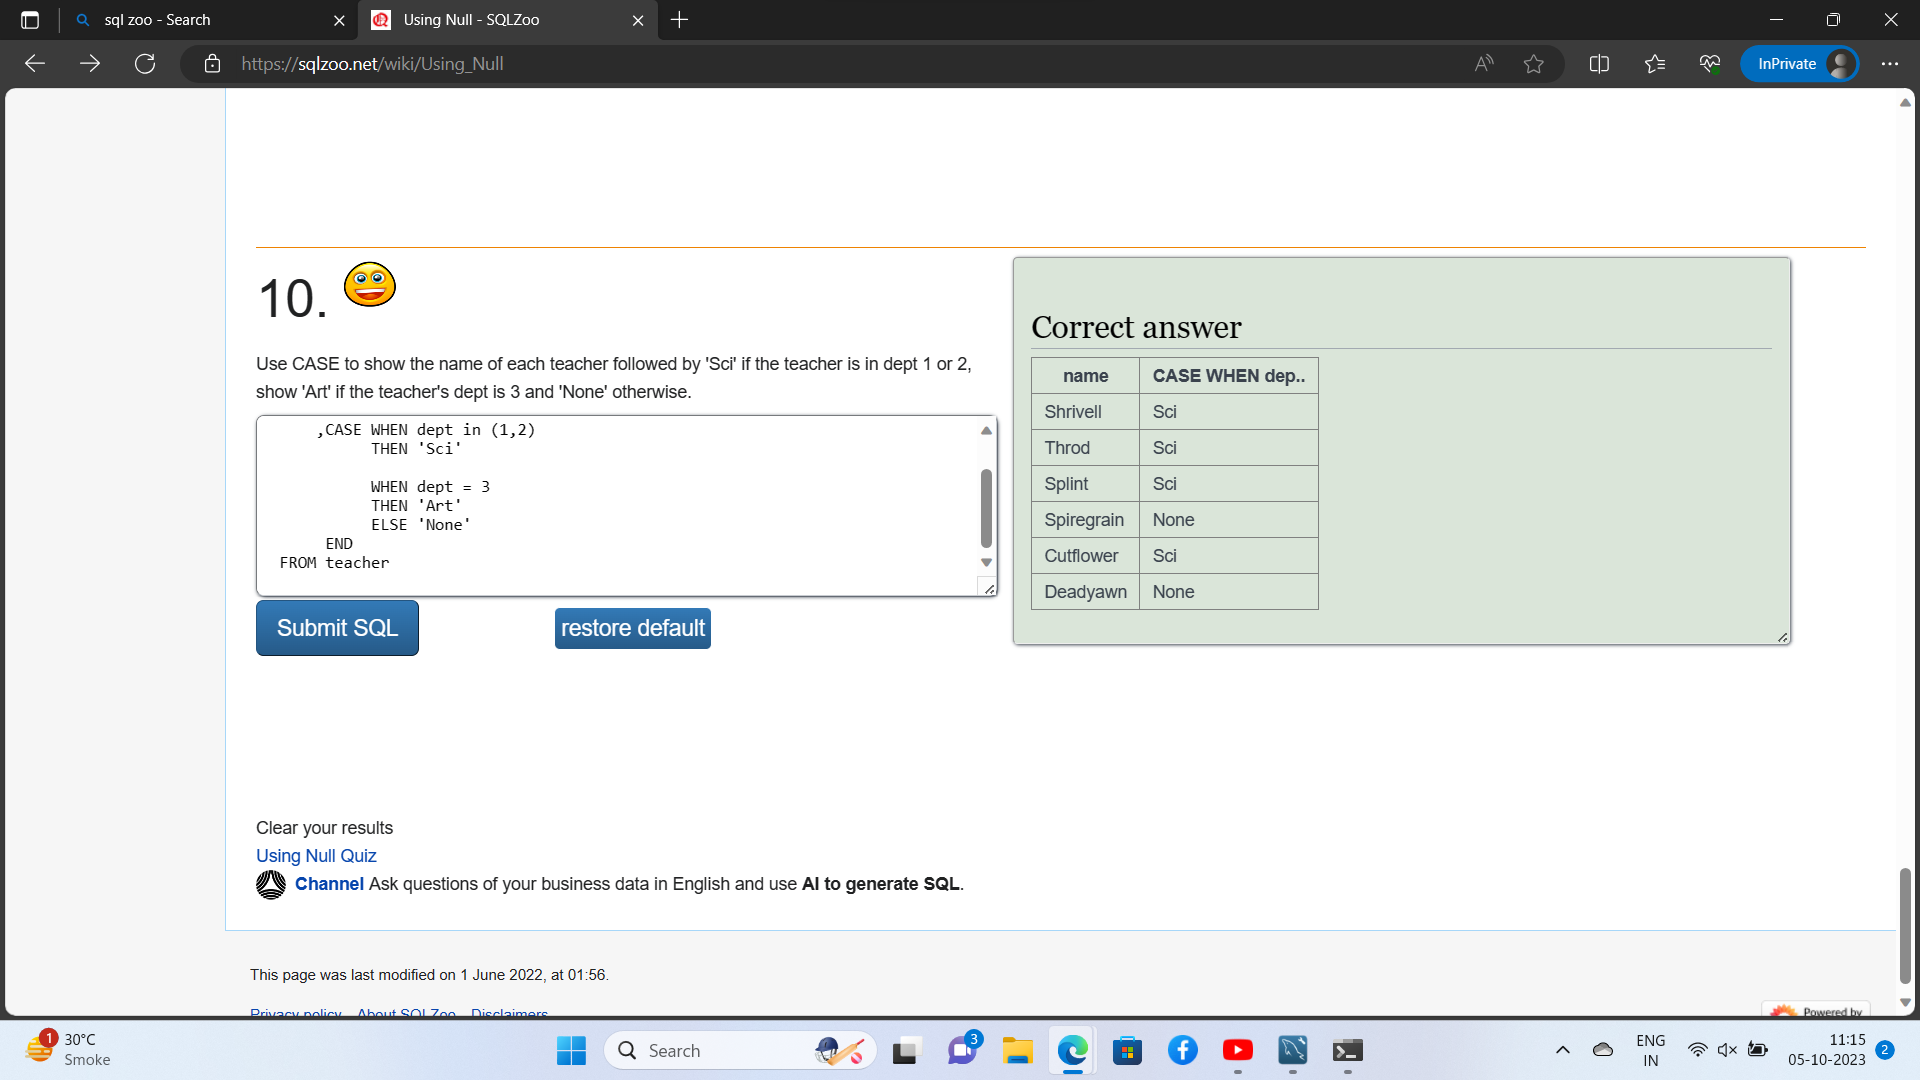 sql zoo - Search
Using Null - SQLZoo
https://sqlzoo.net/wiki/Using_Null
InPrivate
10.
Use CASE to show the name of each teacher followed by 'Sci' if the teacher is in dept 1 or 2,
show 'Art' if the teacher's dept is 3 and 'None' otherwise.
,CASE WHEN dept in (1,2)
THEN 'Sci'
WHEN dept = 3
THEN 'Art'
ELSE 'None'
END
FROM teacher
Submit SQL
restore default
Correct answer
name CASE WHEN dep..
Shrivell Sci
Throd Sci
Splint Sci
Spiregrain None
Cutflower Sci
Deadyawn None
Clear your results
Using Null Quiz
Channel Ask questions of your business data in English and use AI to generate SQL.
This page was last modified on 1 June 2022, at 01:56.
Privacy policy About SQLZoo Disclaimers
Powered by
1
30°C
Smoke
Search
3
ENG
IN
11:15
05-10-2023
2